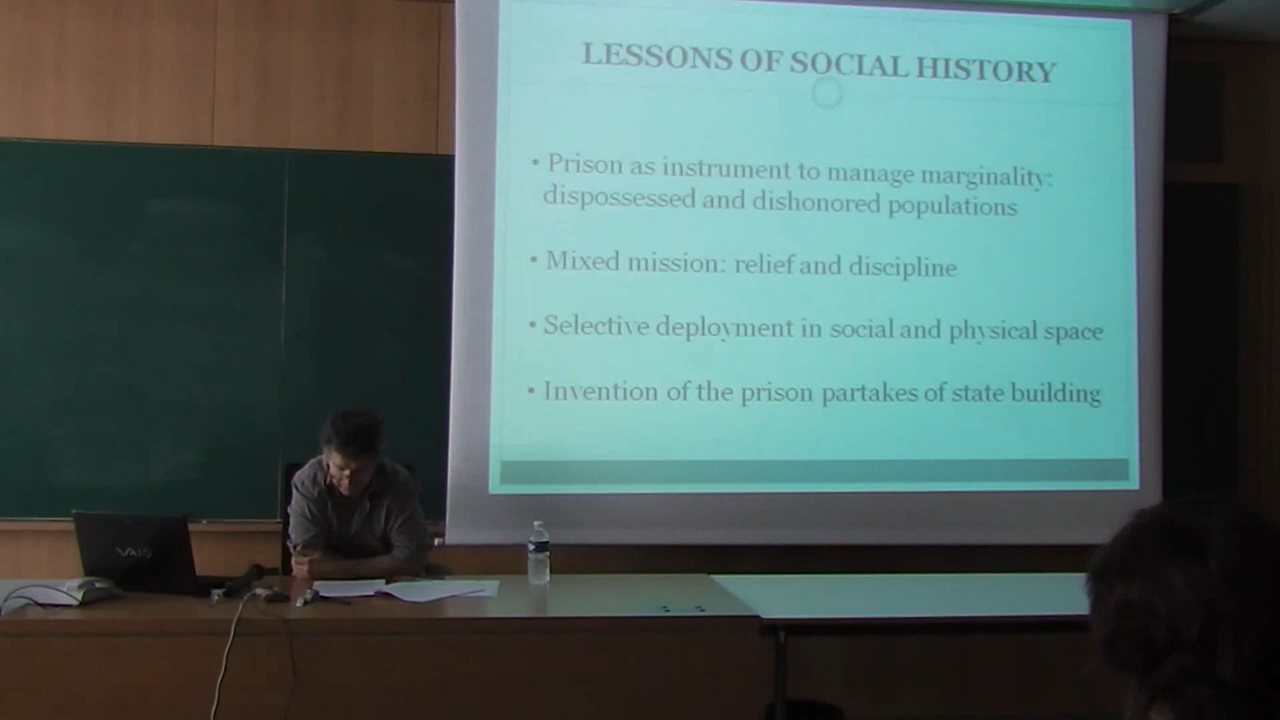 LESSONS OF SOCIAL HISTORY
• Prison as instrument to manage marginality:
dispossessed and dishonored populations
• Mixed mission: relief and discipline
• Selective deployment in social and physical space
• Invention of the prison partakes of state building
VAIO